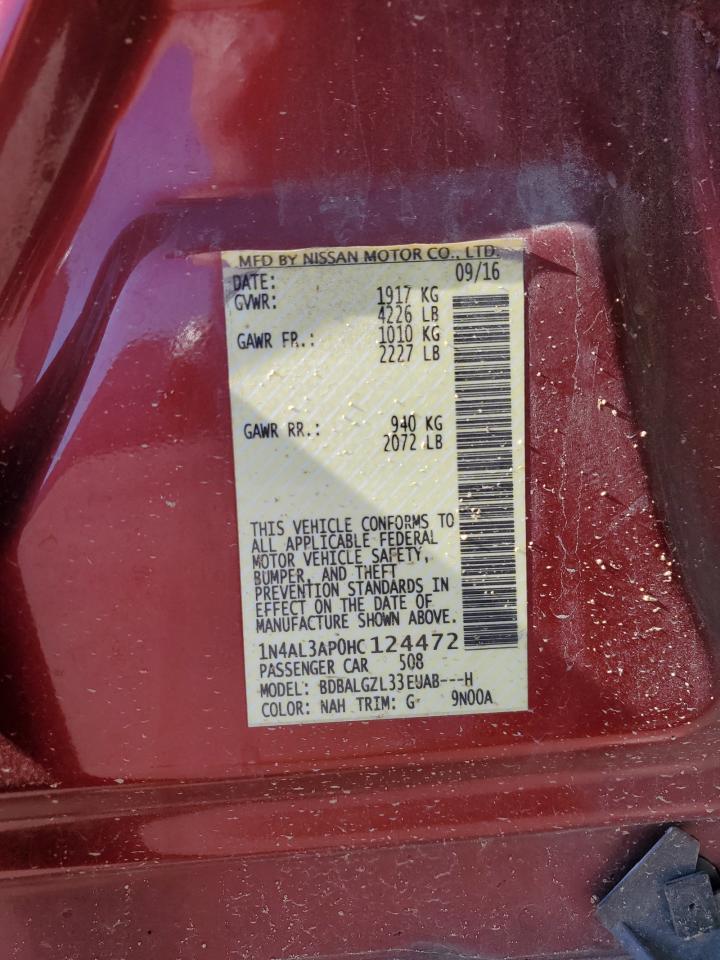 MFD BY NISSAN MOTOR CO., LTD.
DATE: 09/16
GVWR: 1917 KG
4226 LB
GAWR FR.: 1010 KG
2227 LB
GAWR RR.: 940 KG
2072 LB
THIS VEHICLE CONFORMS TO
ALL APPLICABLE FEDERAL
MOTOR VEHICLE SAFETY,
BUMPER, AND THEFT
PREVENTION STANDARDS IN
EFFECT ON THE DATE OF
MANUFACTURE SHOWN ABOVE.
1N4AL3AP0HC124472
PASSENGER CAR 508
MODEL: BDBALGZL33EUAB---H
COLOR: NAH TRIM: G 9N00A